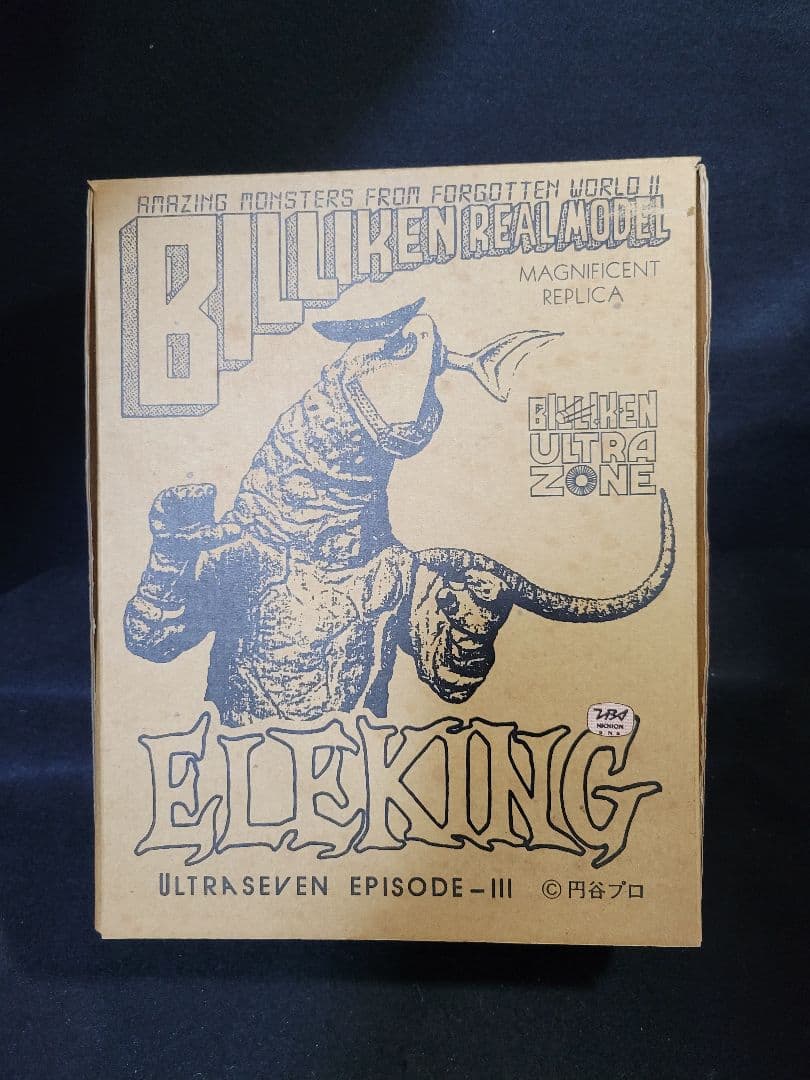 AMAZING MONSTERS FROM FORGOTTEN WORLD II
BILLIKEN REAL MODEL
MAGNIFICENT
REPLICA
BILLIKEN
ULTRA
ZONE
TBS
ELEKING
ULTRASEVEN EPISODE-III ©円谷プロ